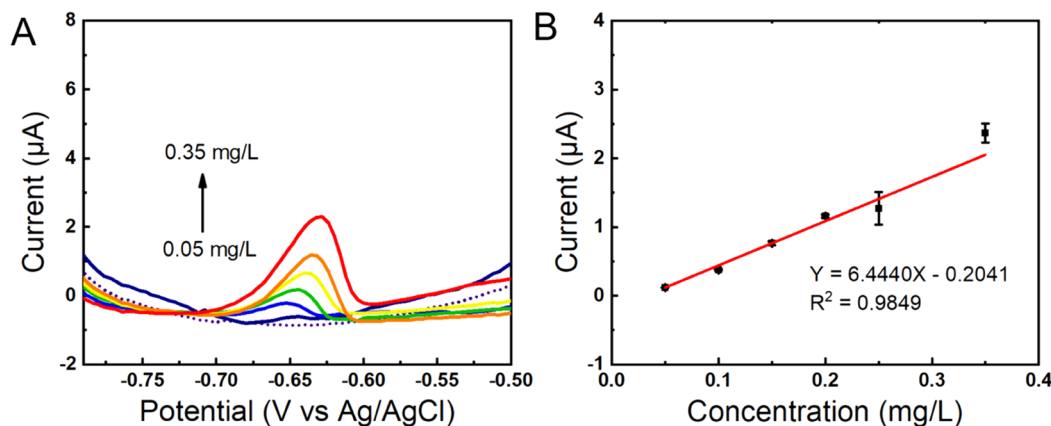 A
8
6
4
2
0
-2
Current (µA)
0.35 mg/L
0.05 mg/L
-0.75
-0.70
-0.65
-0.60
-0.55
-0.50
Potential (V vs Ag/AgCl)
B
4
3
2
1
0
-1
Current (µA)
Y = 6.4440X - 0.2041
R² = 0.9849
0.0
0.1
0.2
0.3
0.4
Concentration (mg/L)